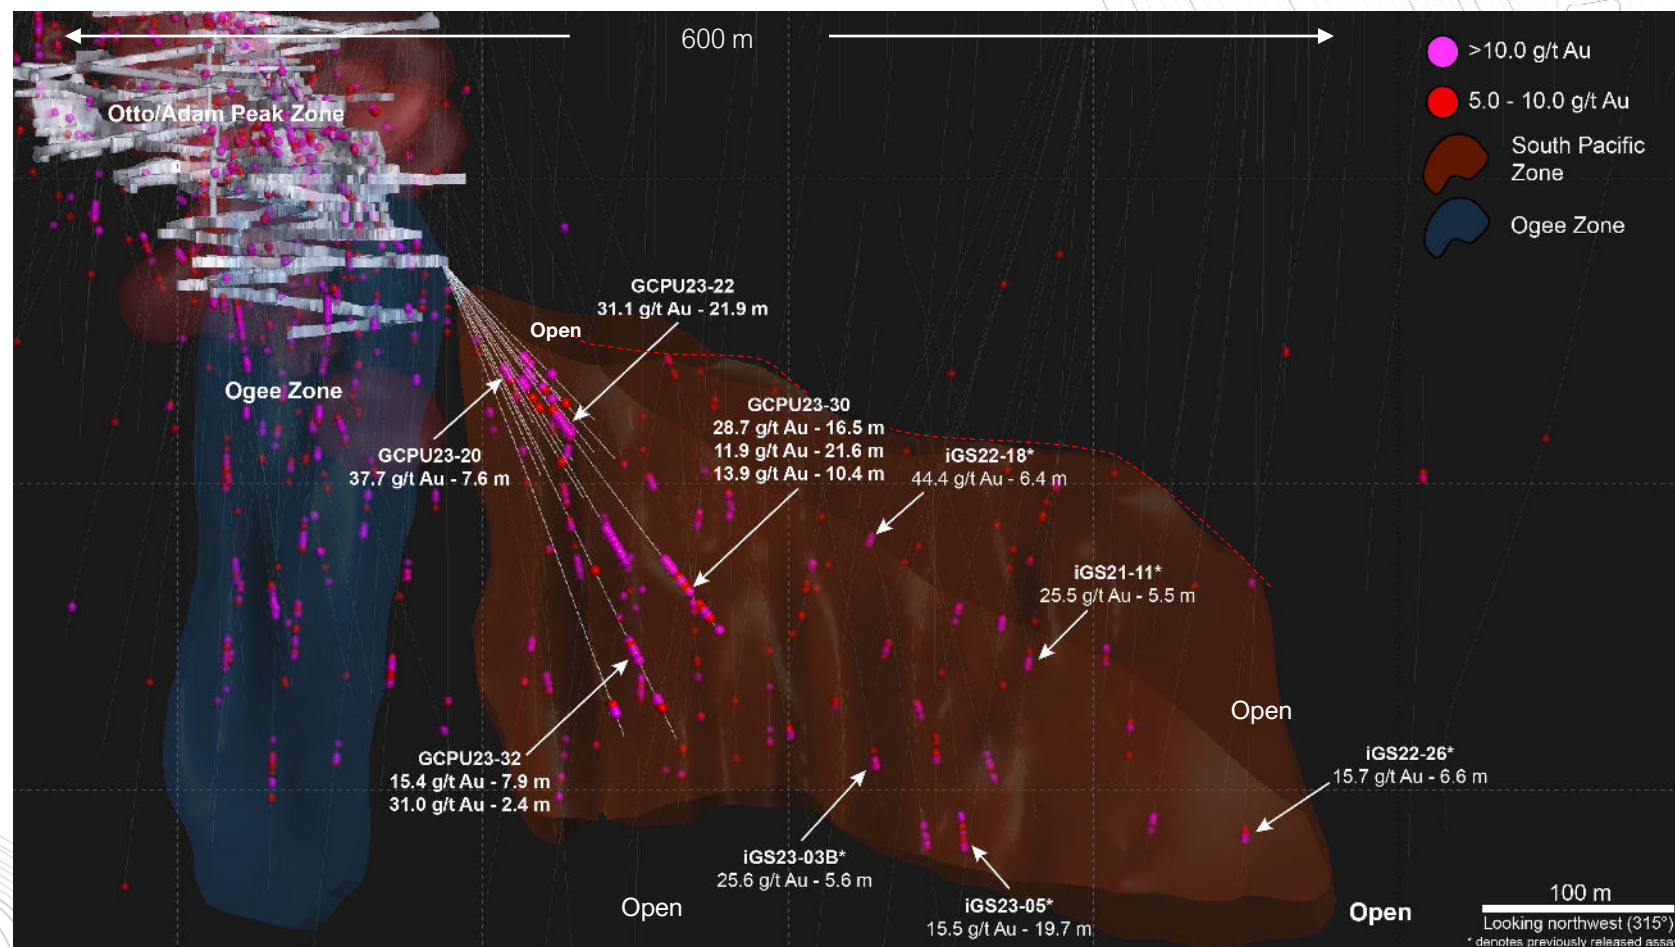 600 m
>10.0 g/t Au
5.0 - 10.0 g/t Au
South Pacific
Zone
Ogee Zone
Otto/Adam Peak Zone
GCPU23-22
31.1 g/t Au - 21.9 m
Open
Ogee Zone
GCPU23-20
37.7 g/t Au - 7.6 m
GCPU23-30
28.7 g/t Au - 16.5 m
11.9 g/t Au - 21.6 m
13.9 g/t Au - 10.4 m
iGS22-18*
44.4 g/t Au - 6.4 m
iGS21-11*
25.5 g/t Au - 5.5 m
Open
GCPU23-32
15.4 g/t Au - 7.9 m
31.0 g/t Au - 2.4 m
iGS22-26*
15.7 g/t Au - 6.6 m
iGS23-03B*
25.6 g/t Au - 5.6 m
iGS23-05*
15.5 g/t Au - 19.7 m
Open
Open
100 m
Looking northwest (315°)
* denotes previously released assa